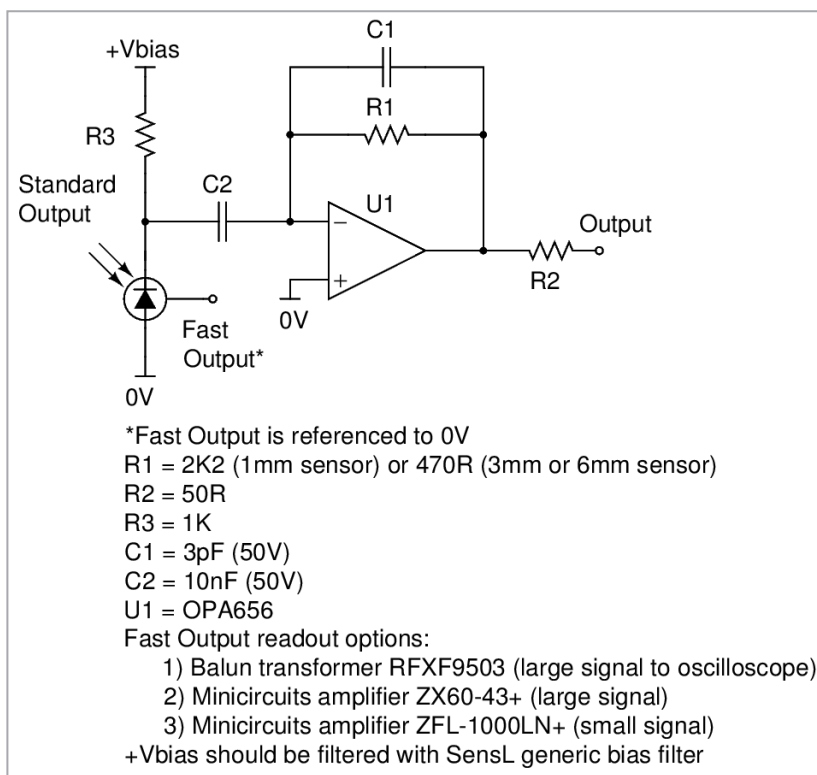 C1
+Vbias
R1
R3
Standard
Output
C2
U1
−
+
Output
R2
0V
Fast
Output*
0V
*Fast Output is referenced to 0V
R1 = 2K2 (1mm sensor) or 470R (3mm or 6mm sensor)
R2 = 50R
R3 = 1K
C1 = 3pF (50V)
C2 = 10nF (50V)
U1 = OPA656
Fast Output readout options:
1) Balun transformer RFXF9503 (large signal to oscilloscope)
2) Minicircuits amplifier ZX60-43+ (large signal)
3) Minicircuits amplifier ZFL-1000LN+ (small signal)
+Vbias should be filtered with SensL generic bias filter